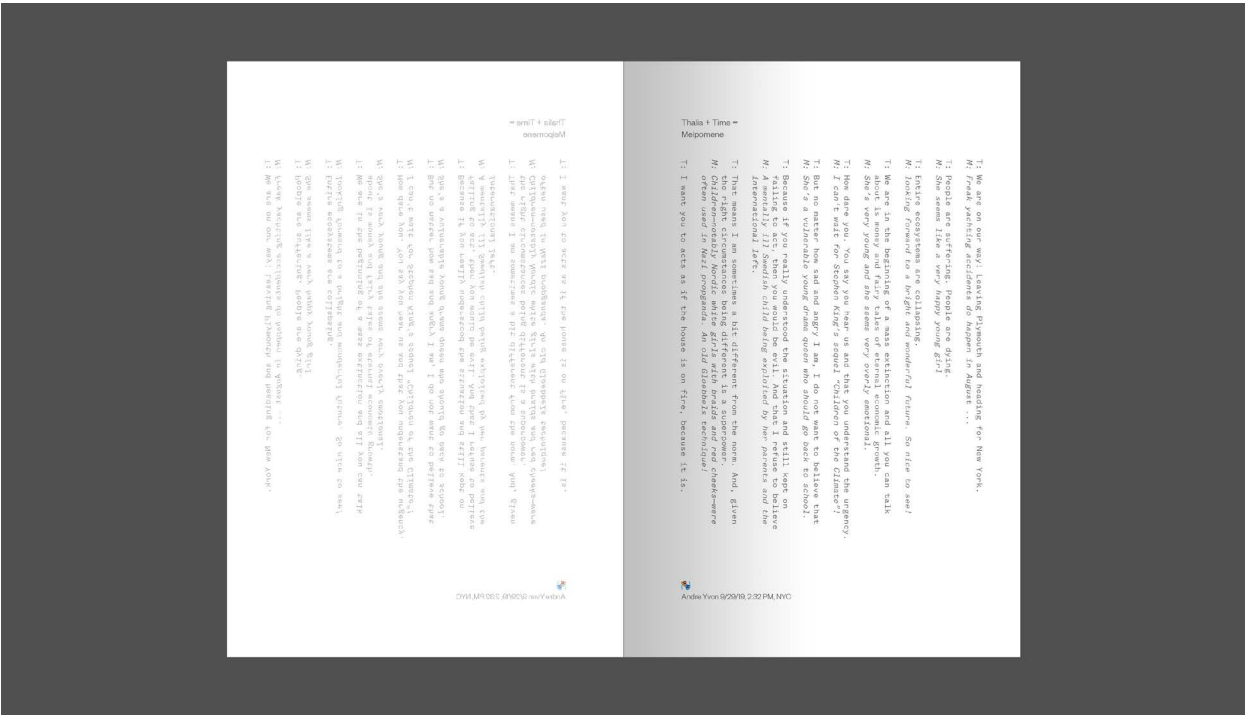 Thalia + Time =
Melpomene
T: We are on our way! Leaving Plymouth and heading for New York.
M: Freak yachting accidents do happen in August ...
T: People are suffering. People are dying.
M: She seems like a very happy young girl
T: Entire ecosystems are collapsing.
M: looking forward to a bright and wonderful future. So nice to see!
T: We are in the beginning of a mass extinction and all you can talk
about is money and fairy tales of eternal economic growth.
M: She's very young and she seems very overly emotional.
T: How dare you. You say you hear us and that you understand the urgency.
M: I can't wait for Stephen King's sequel "Children of the Climate"!
T: But no matter how sad and angry I am, I do not want to believe that
M: She's a vulnerable young drama queen who should go back to school.
T: Because if you really understood the situation and still kept on
failing to act, then you would be evil. And that I refuse to believe
M: A mentally ill Swedish child being exploited by her parents and the
international left.
T: That means I am sometimes a bit different from the norm. And, given
the right circumstances being different is a superpower.
M: Children—notably Nordic white girls with braids and red cheeks—were
often used in Nazi propoganda. An old Gloebbels technique!
T: I want you to acts as if the house is on fire, because it is.
Andre Yvon 9/29/19, 2:32 PM, NYC